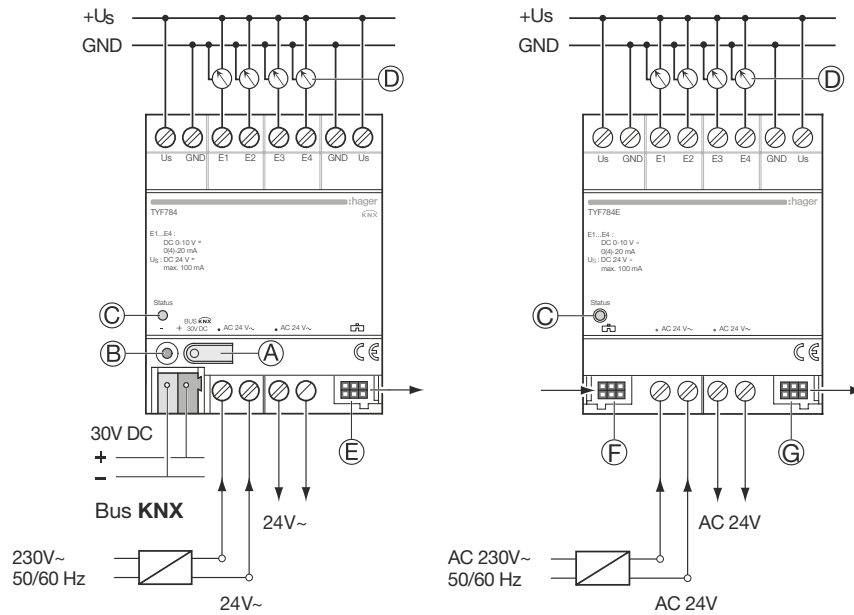 +Us
GND
D
Us GND E1 E2 E3 E4 GND Us
:hager
TYF784
KNX
E1...E4 :
DC 0-10 V ⎓
0(4)-20 mA
Us : DC 24 V ⎓
max. 100 mA
Status
C
- + BUS KNX 30V DC • AC 24 V~ • AC 24 V~
B
A
CE
E
30V DC
+
-
Bus KNX
24V~
230V~
50/60 Hz
24V~
+Us
GND
D
Us GND E1 E2 E3 E4 GND Us
:hager
TYF784E
E1...E4 :
DC 0-10 V ⎓
0(4)-20 mA
Us : DC 24 V ⎓
max. 100 mA
Status
C
• AC 24 V~ • AC 24 V~
CE
F
G
AC 24V
AC 230V~
50/60 Hz
AC 24V